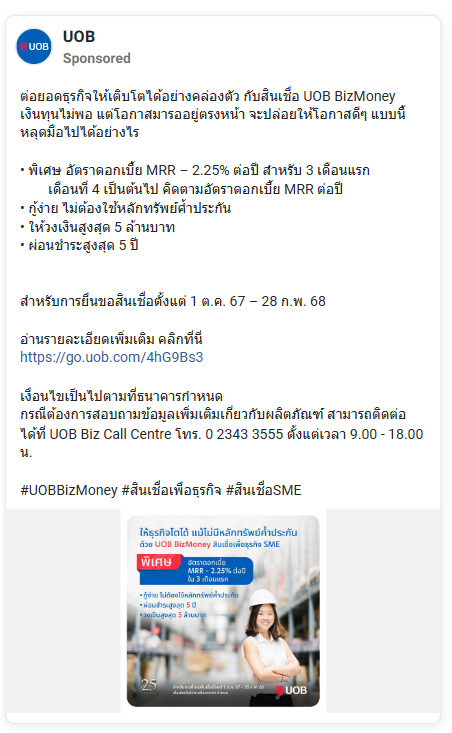 UOB
UOB
Sponsored
ต่อยอดธุรกิจให้เติบโตได้อย่างคล่องตัว กับสินเชื่อ UOB BizMoney
เงินทุนไม่พอ แต่โอกาสมารออยู่ตรงหน้า จะปล่อยให้โอกาสดีๆ แบบนี้
หลุดมือไปได้อย่างไร
• พิเศษ อัตราดอกเบี้ย MRR – 2.25% ต่อปี สำหรับ 3 เดือนแรก
เดือนที่ 4 เป็นต้นไป คิดตามอัตราดอกเบี้ย MRR ต่อปี
• กู้ง่าย ไม่ต้องใช้หลักทรัพย์ค้ำประกัน
• ให้วงเงินสูงสุด 5 ล้านบาท
• ผ่อนชำระสูงสุด 5 ปี
สำหรับการยื่นขอสินเชื่อตั้งแต่ 1 ต.ค. 67 – 28 ก.พ. 68
อ่านรายละเอียดเพิ่มเติม คลิกที่นี่
https://go.uob.com/4hG9Bs3
เงื่อนไขเป็นไปตามที่ธนาคารกำหนด
กรณีต้องการสอบถามข้อมูลเพิ่มเติมเกี่ยวกับผลิตภัณฑ์ สามารถติดต่อ
ได้ที่ UOB Biz Call Centre โทร. 0 2343 3555 ตั้งแต่เวลา 9.00 - 18.00
น.
#UOBBizMoney #สินเชื่อเพื่อธุรกิจ #สินเชื่อSME
ให้ธุรกิจโตได้ แม้ไม่มีหลักทรัพย์ค้ำประกัน
ด้วย UOB BizMoney สินเชื่อเพื่อธุรกิจ SME
พิเศษ
อัตราดอกเบี้ย
MRR - 2.25% ต่อปี
ใน 3 เดือนแรก
• กู้ง่าย ไม่ต้องใช้หลักทรัพย์ค้ำประกัน
• ผ่อนชำระสูงสุด 5 ปี
• วงเงินสูงสุด 5 ล้านบาท
25
UOB